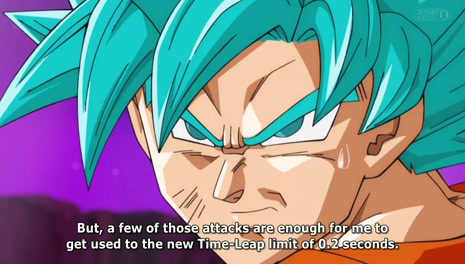 But, a few of those attacks are enough for me to
get used to the new Time-Leap limit of 0.2 seconds.